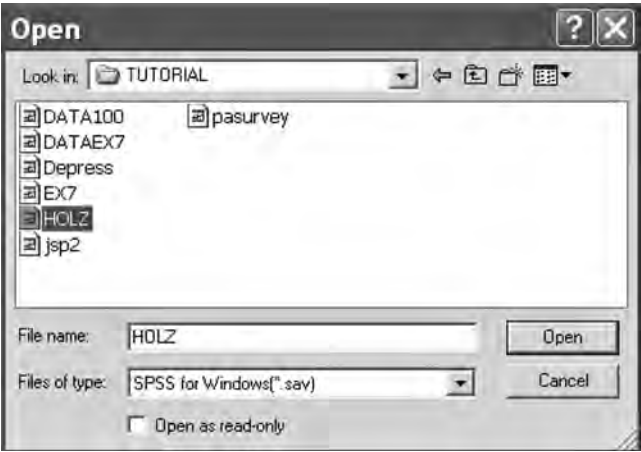 Open
Look in: TUTORIAL
DATA100
DATAEX7
Depress
EX7
HOLZ
jsp2
pasurvey
File name: HOLZ
Open
Files of type: SPSS for Windows(*.sav)
Cancel
Open as read-only